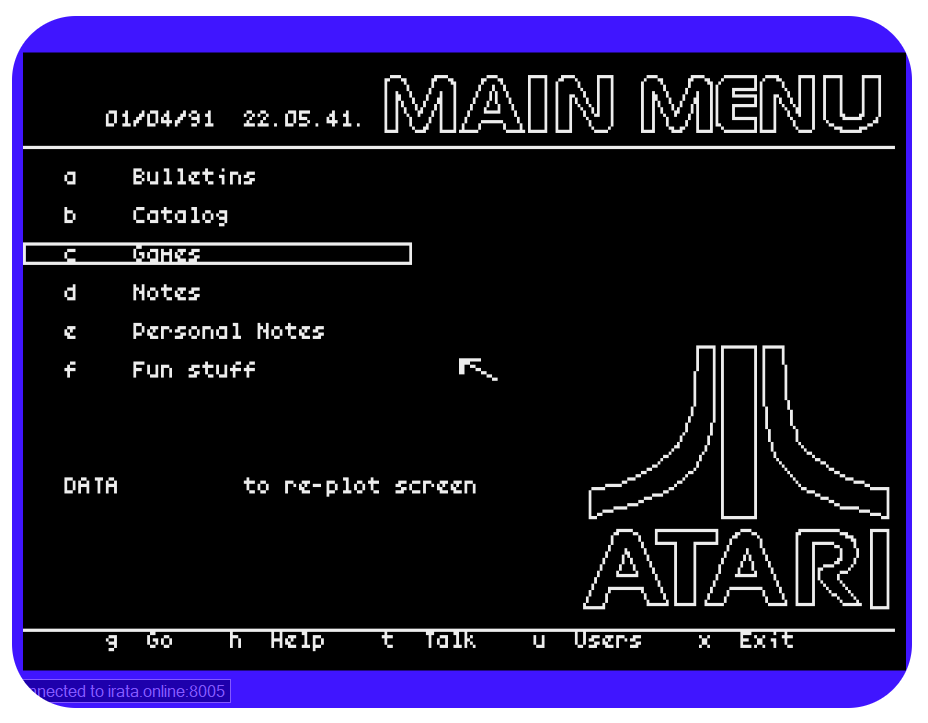 MAIN MENU
01/04/91 22.05.41.
a Bulletins
b Catalog
c Games
d Notes
e Personal Notes
f Fun stuff
DATA to re-plot screen
ATARI
g Go h Help t Talk u Users x Exit
nnected to irata.online:8005